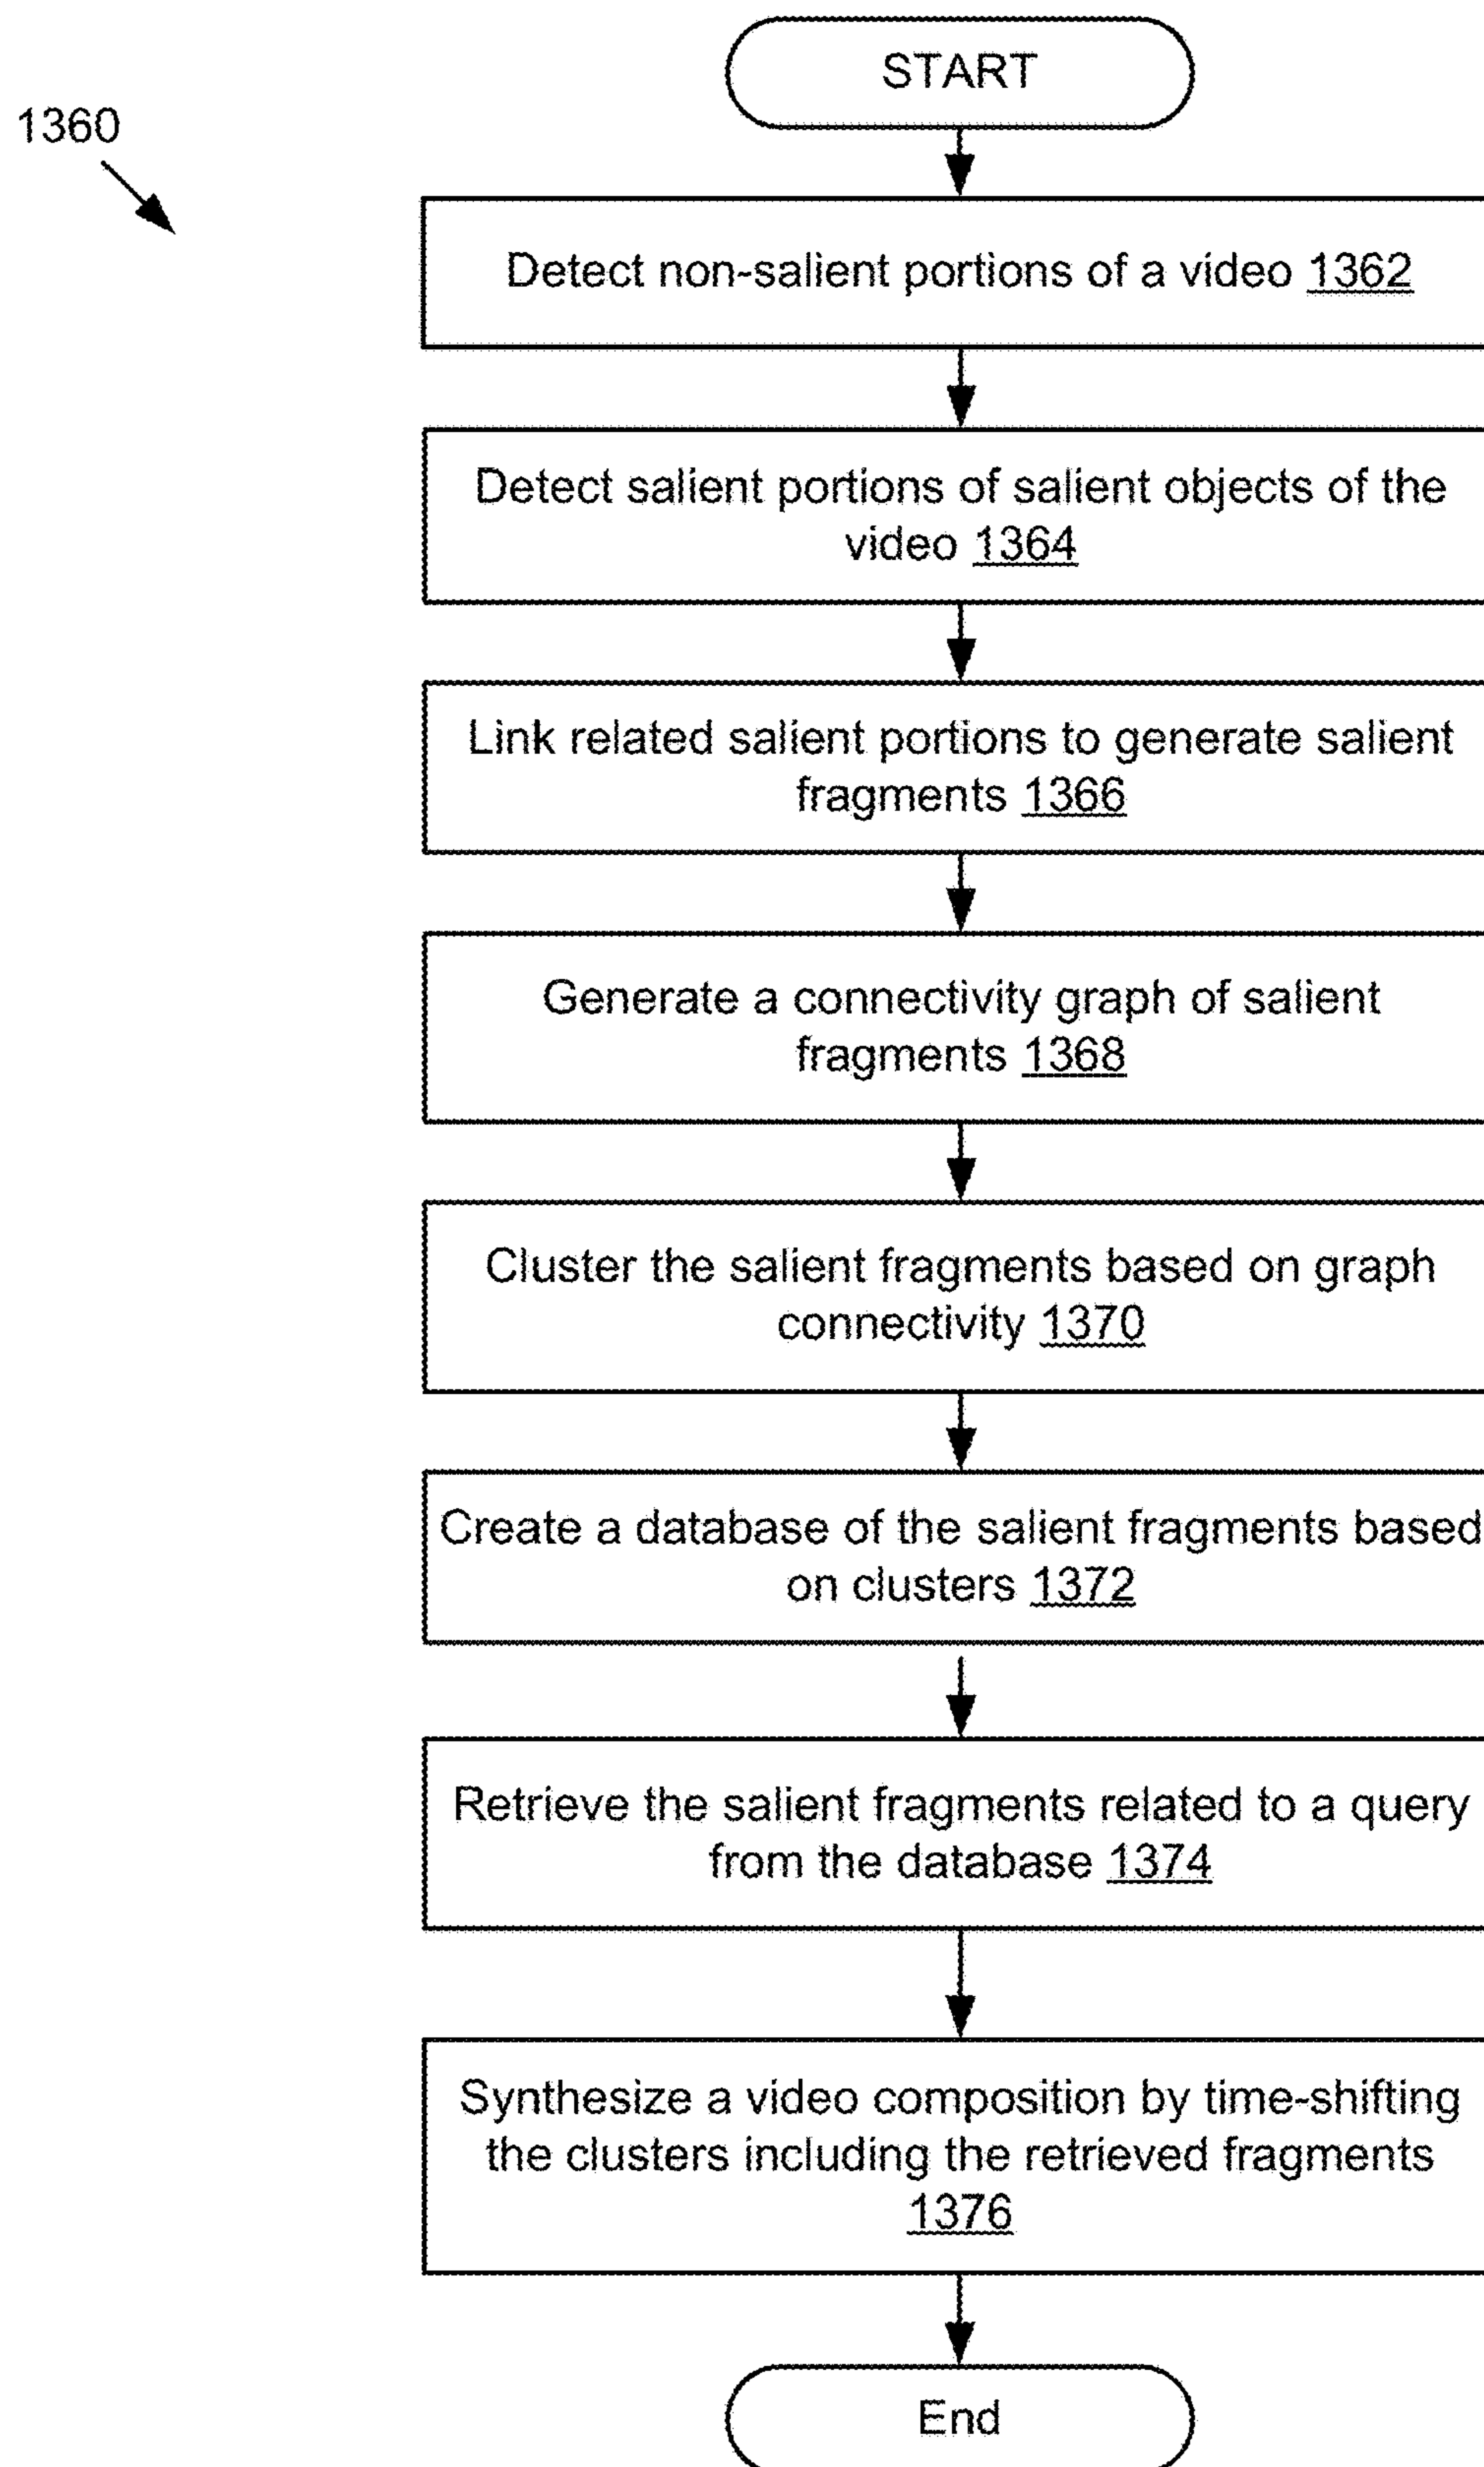 START
1360
Detect non-salient portions of a video 1362
Detect salient portions of salient objects of the
video 1364
Link related salient portions to generate salient
fragments 1366
Generate a connectivity graph of salient
fragments 1368
Cluster the salient fragments based on graph
connectivity 1370
Create a database of the salient fragments based
on clusters 1372
Retrieve the salient fragments related to a query
from the database 1374
Synthesize a video composition by time-shifting
the clusters including the retrieved fragments
1376
End